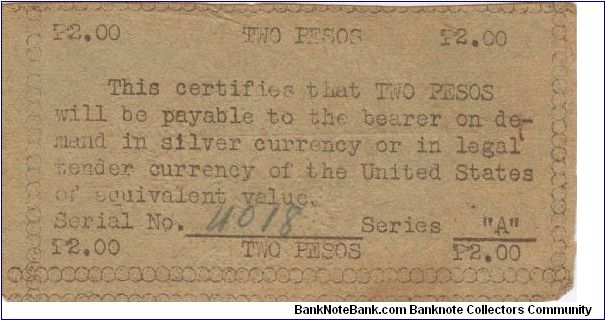 ₱2.00 TWO PESOS ₱2.00
This certifies that TWO PESOS
will be payable to the bearer on de-
mand in silver currency or in legal
tender currency of the United States
of equivalent value.
Serial No. 4018 Series "A"
₱2.00 TWO PESOS ₱2.00
BankNoteBank.com Banknote Collectors Community